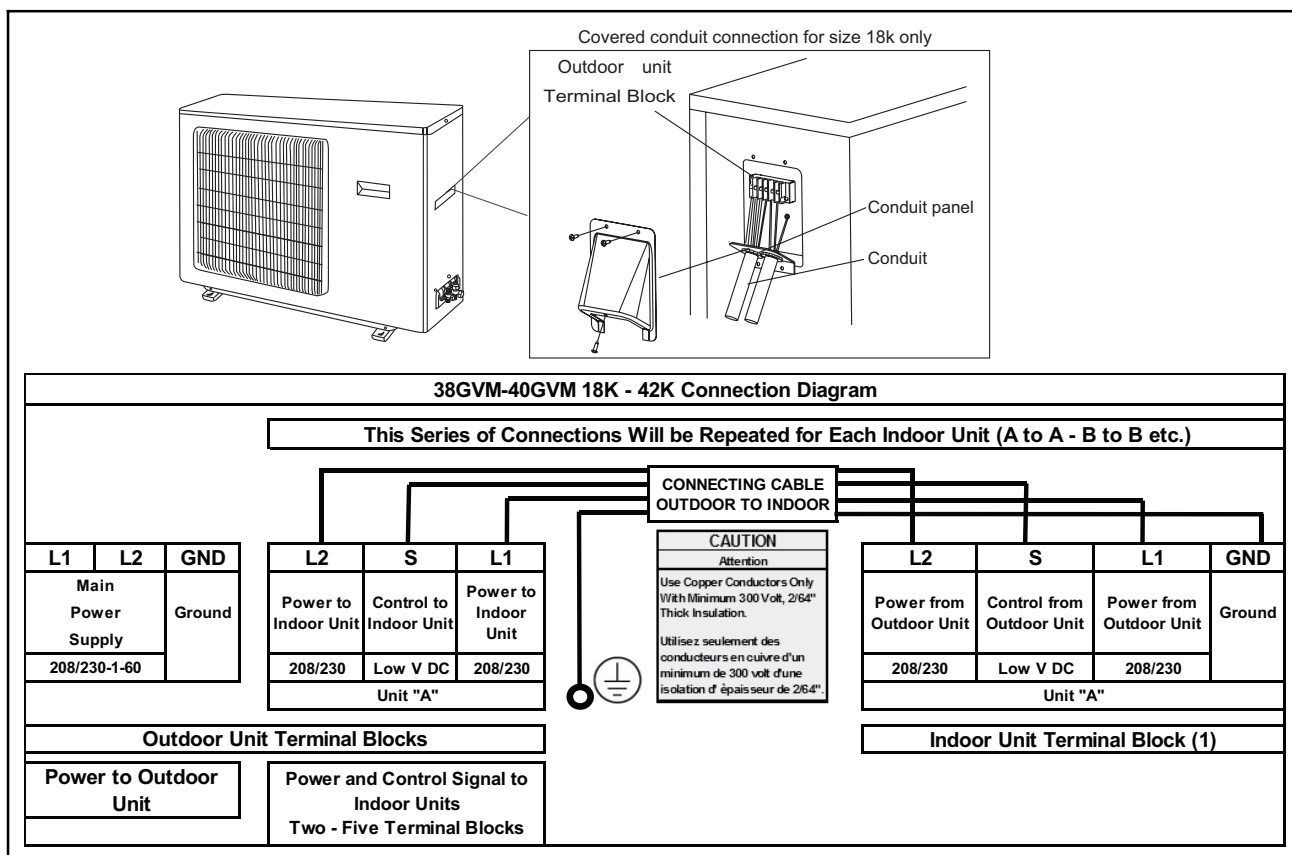 Covered conduit connection for size 18k only
Outdoor unit
Terminal Block
Conduit panel
Conduit
38GVM-40GVM 18K - 42K Connection Diagram
This Series of Connections Will be Repeated for Each Indoor Unit (A to A - B to B etc.)
CONNECTING CABLE
OUTDOOR TO INDOOR
L1 L2 GND
Main
Power
Supply
Ground
208/230-1-60
L2 S L1
Power to
Indoor Unit
Control to
Indoor Unit
Power to
Indoor
Unit
208/230 Low V DC 208/230
Unit "A"
CAUTION
Attention
Use Copper Conductors Only
With Minimum 300 Volt, 2/64"
Thick Insulation.
Utilisez seulement des
conducteurs en cuivre d'un
minimum de 300 volt d'une
isolation d' èpaisseur de 2/64".
L2 S L1 GND
Power from
Outdoor Unit
Control from
Outdoor Unit
Power from
Outdoor Unit
Ground
208/230 Low V DC 208/230
Unit "A"
Outdoor Unit Terminal Blocks
Indoor Unit Terminal Block (1)
Power to Outdoor
Unit
Power and Control Signal to
Indoor Units
Two - Five Terminal Blocks